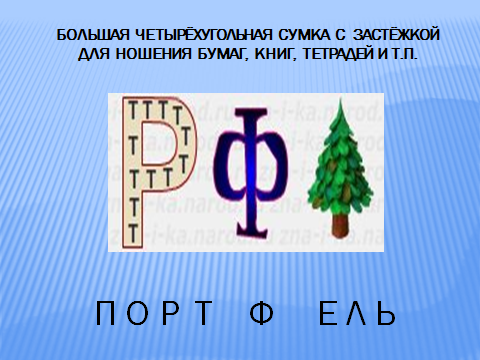 БОЛЬШАЯ ЧЕТЫРЁХУГОЛЬНАЯ СУМКА С ЗАСТЁЖКОЙ
ДЛЯ НОШЕНИЯ БУМАГ, КНИГ, ТЕТРАДЕЙ И Т.П.
Р Ф
Т Т Т Т Т Т Т Т Т Т Т Т Т Т
П О Р Т Ф Е Л Ь